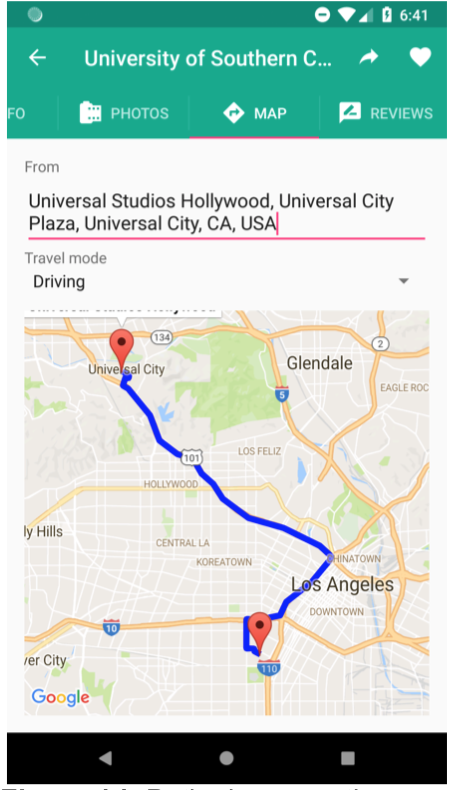 6:41
University of Southern C...
FO
PHOTOS
MAP
REVIEWS
From
Universal Studios Hollywood, Universal City
Plaza, Universal City, CA, USA
Travel mode
Driving
134
2
Universal City
Glendale
5
EAGLE ROC
101
LOS FELIZ
HOLLYWOOD
ly Hills
CENTRAL LA
KOREATOWN
HINATOWN
Los Angeles
DOWNTOWN
10
ver City
110
Google